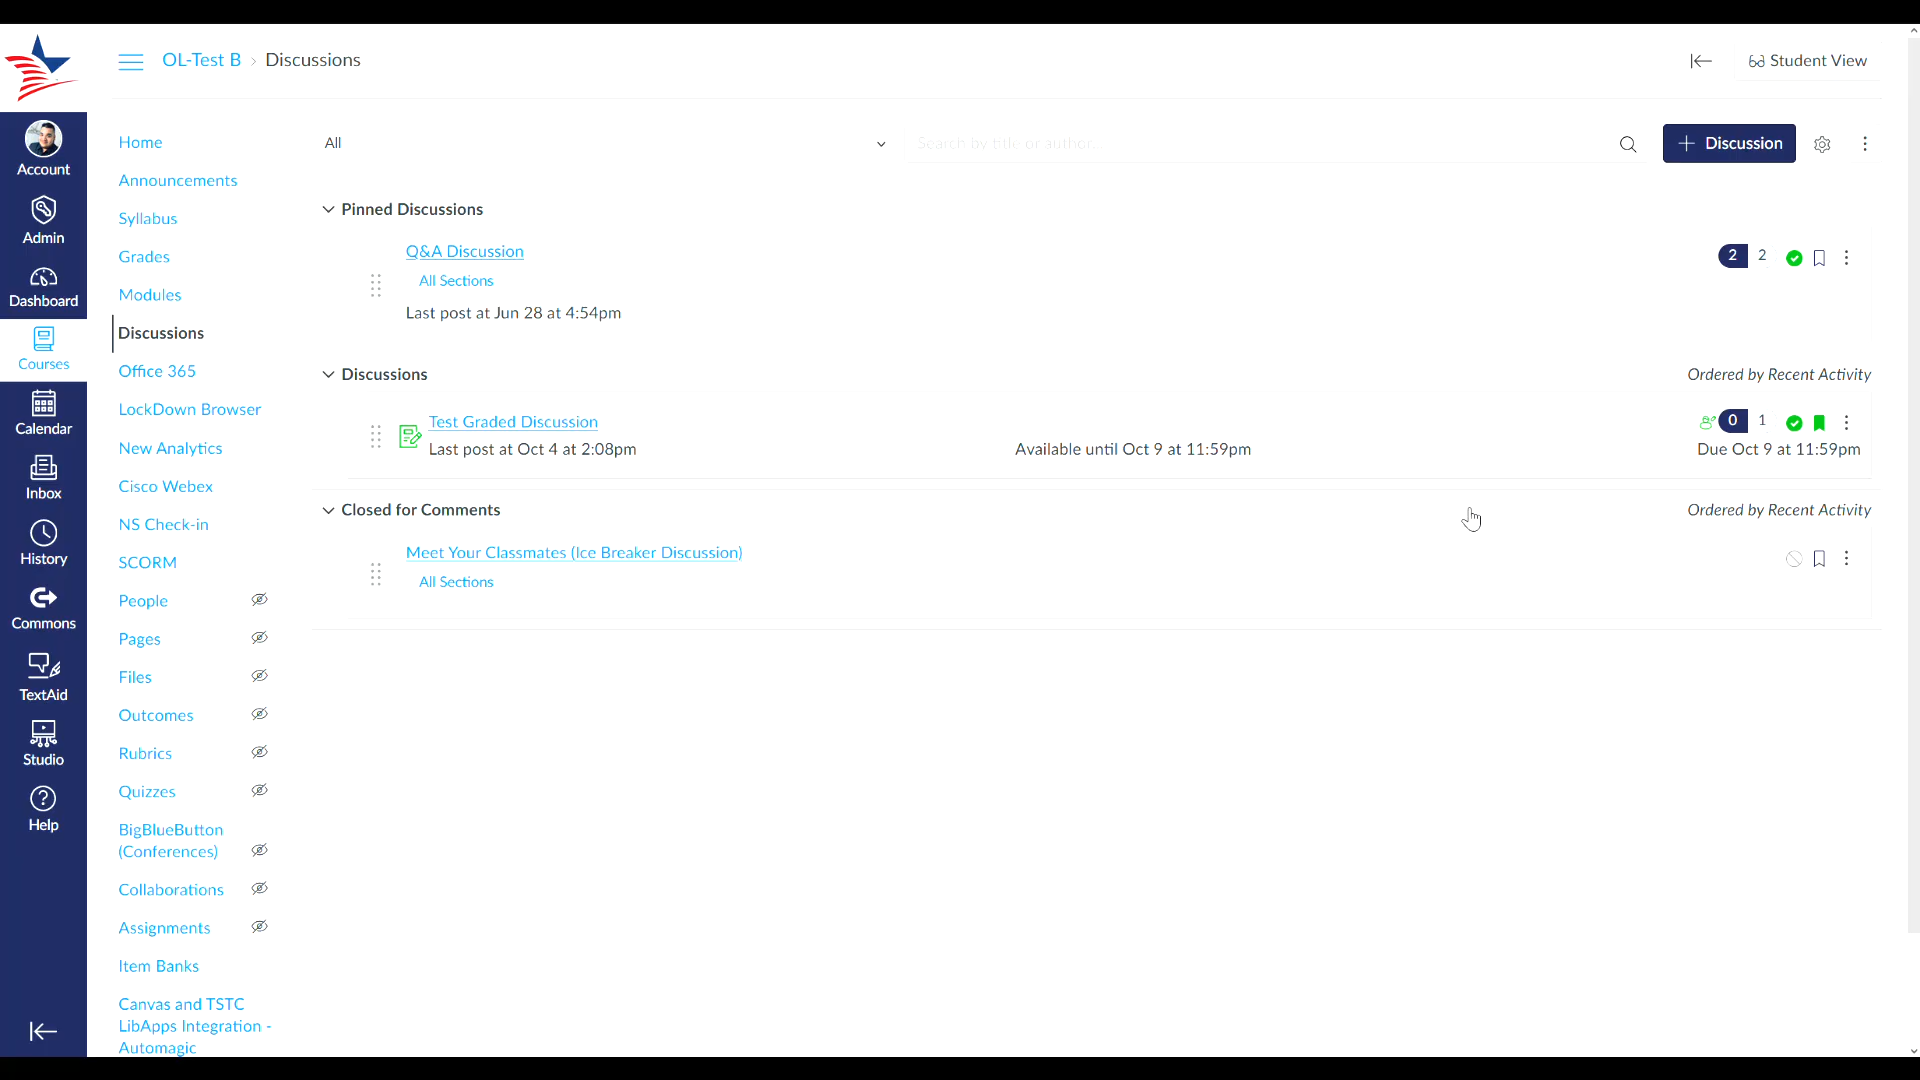 OL-Test B › Discussions
Student View
Account
Admin
Dashboard
Courses
Calendar
Inbox
History
Commons
TextAid
Studio
Help
Home
Announcements
Syllabus
Grades
Modules
Discussions
Office 365
LockDown Browser
New Analytics
Cisco Webex
NS Check-in
SCORM
People
Pages
Files
Outcomes
Rubrics
Quizzes
BigBlueButton
(Conferences)
Collaborations
Assignments
Item Banks
Canvas and TSTC
LibApps Integration -
Automagic
All
Search by title or author.
+ Discussion
Pinned Discussions
Q&A Discussion
2 2
All Sections
Last post at Jun 28 at 4:54pm
Discussions
Ordered by Recent Activity
Test Graded Discussion
0 1
Last post at Oct 4 at 2:08pm
Available until Oct 9 at 11:59pm
Due Oct 9 at 11:59pm
Closed for Comments
Ordered by Recent Activity
Meet Your Classmates (Ice Breaker Discussion)
All Sections